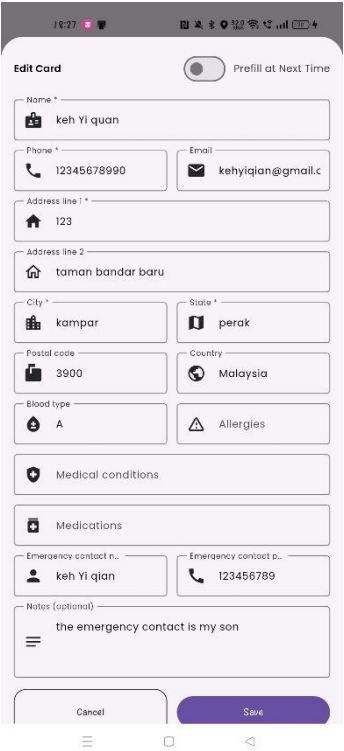 18:27
Edit Card
Prefill at Next Time
Name *
keh Yi quan
Phone *
Email
12345678990
kehyiqian@gmail.c
Address line 1 *
123
Address line 2
taman bandar baru
City *
State *
kampar
perak
Postal code
Country
3900
Malaysia
Blood type
A
Allergies
Medical conditions
Medications
Emergency contact n...
Emergency contact p...
keh Yi qian
123456789
Notes (optional)
the emergency contact is my son
Cancel
Save